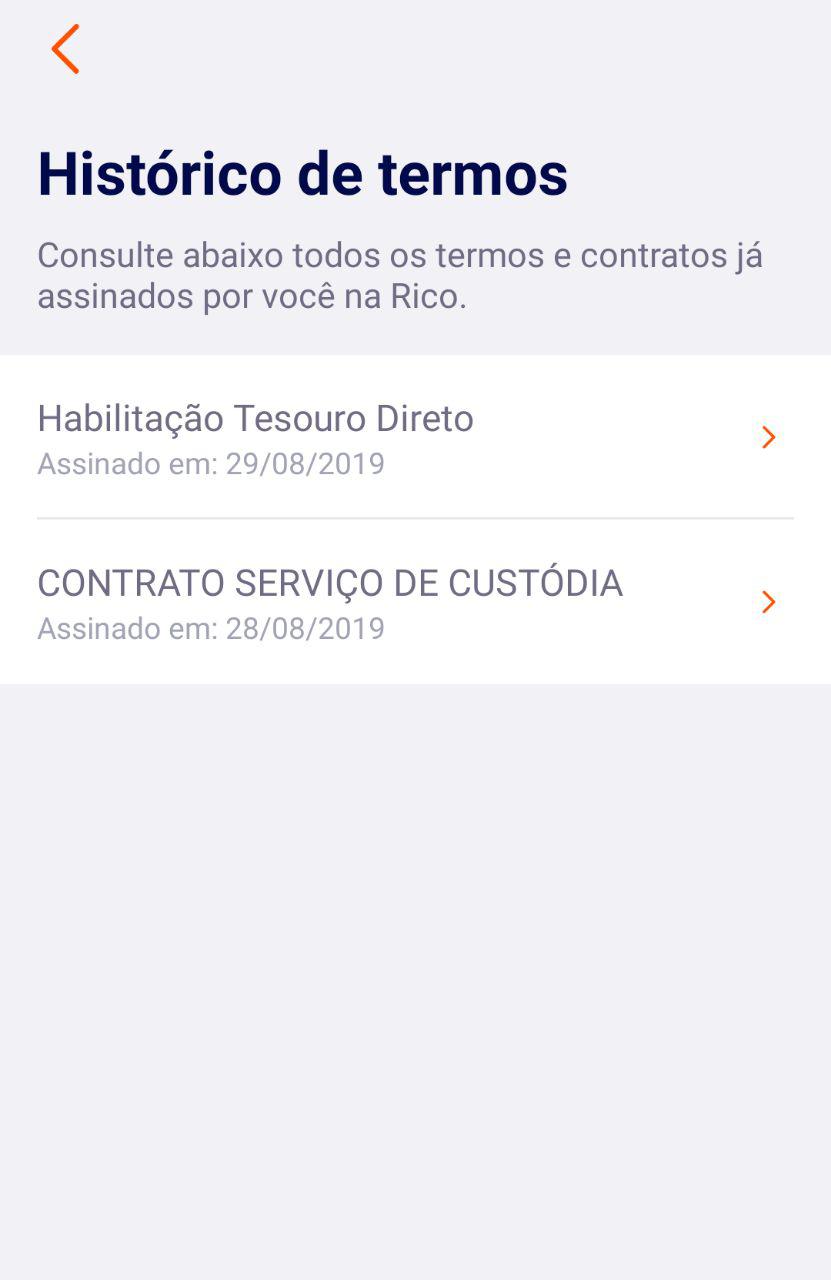 Histórico de termos
Consulte abaixo todos os termos e contratos já
assinados por você na Rico.
Habilitação Tesouro Direto
Assinado em: 29/08/2019
CONTRATO SERVIÇO DE CUSTÓDIA
Assinado em: 28/08/2019